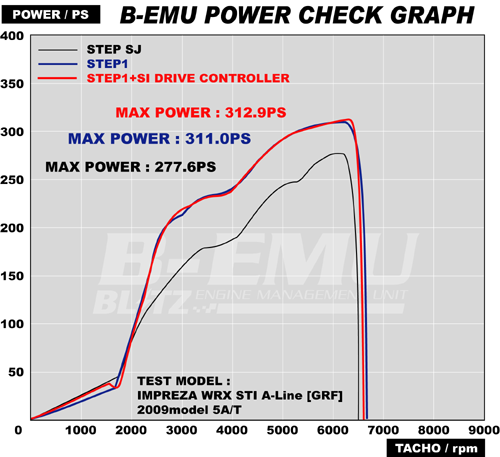 POWER / PS
B-EMU POWER CHECK GRAPH
400
350
300
250
200
150
100
50
STEP SJ
STEP1
STEP1+SI DRIVE CONTROLLER
MAX POWER : 312.9PS
MAX POWER : 311.0PS
MAX POWER : 277.6PS
B-EMU
BLITZ ENGINE MANAGEMENT UNIT
TEST MODEL :
IMPREZA WRX STI A-Line [GRF]
2009model 5A/T
0 1000 2000 3000 4000 5000 6000 7000 8000 9000
TACHO / rpm